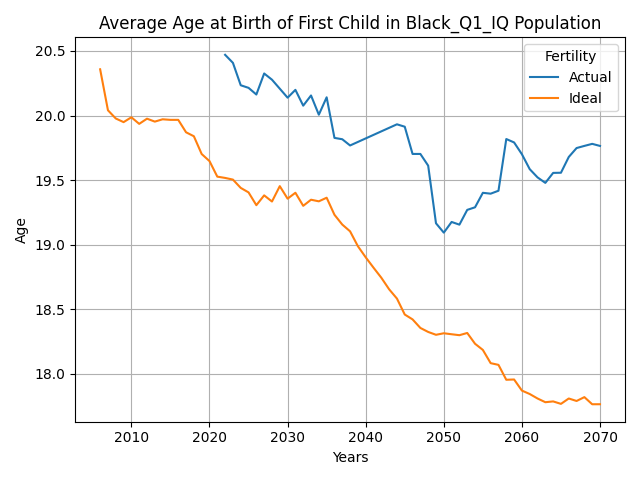 Average Age at Birth of First Child in Black_Q1_IQ Population
Fertility
Actual
Ideal
Age
20.5
20.0
19.5
19.0
18.5
18.0
2010 2020 2030 2040 2050 2060 2070
Years